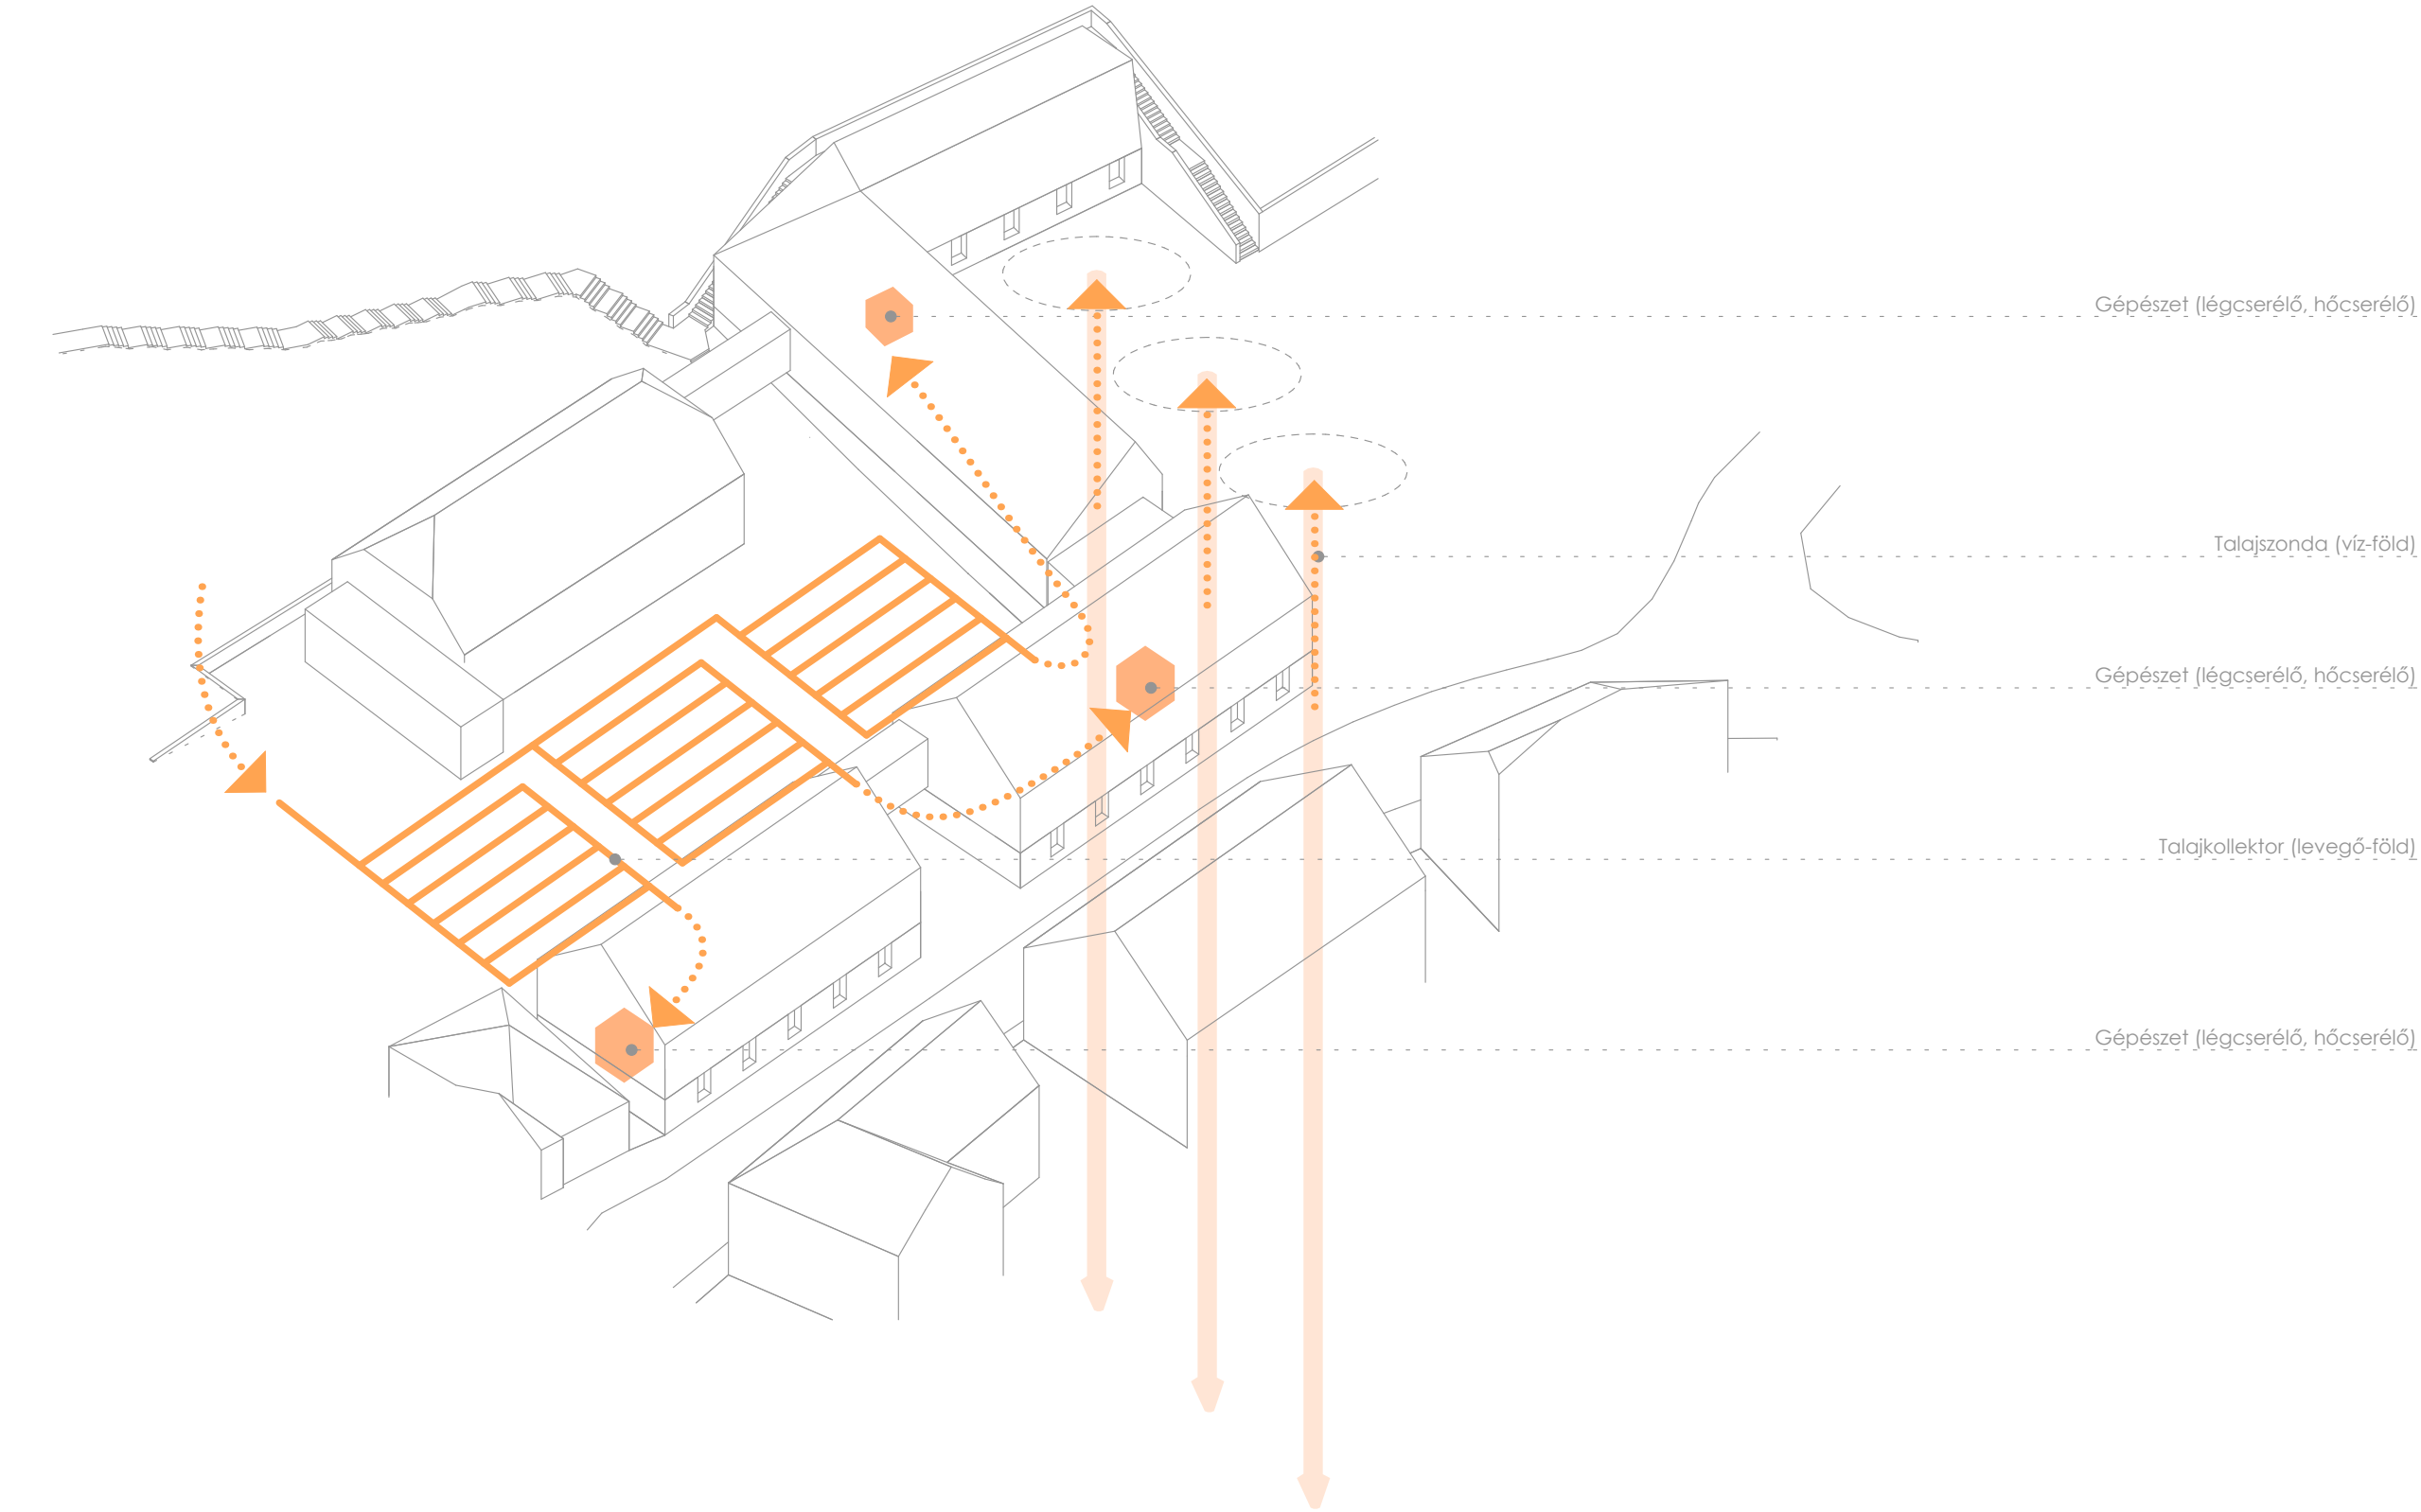 Gépészet (légcserélő, hőcserélő)
Talajszonda (víz-föld)
Gépészet (légcserélő, hőcserélő)
Talajkollektor (levegő-föld)
Gépészet (légcserélő, hőcserélő)